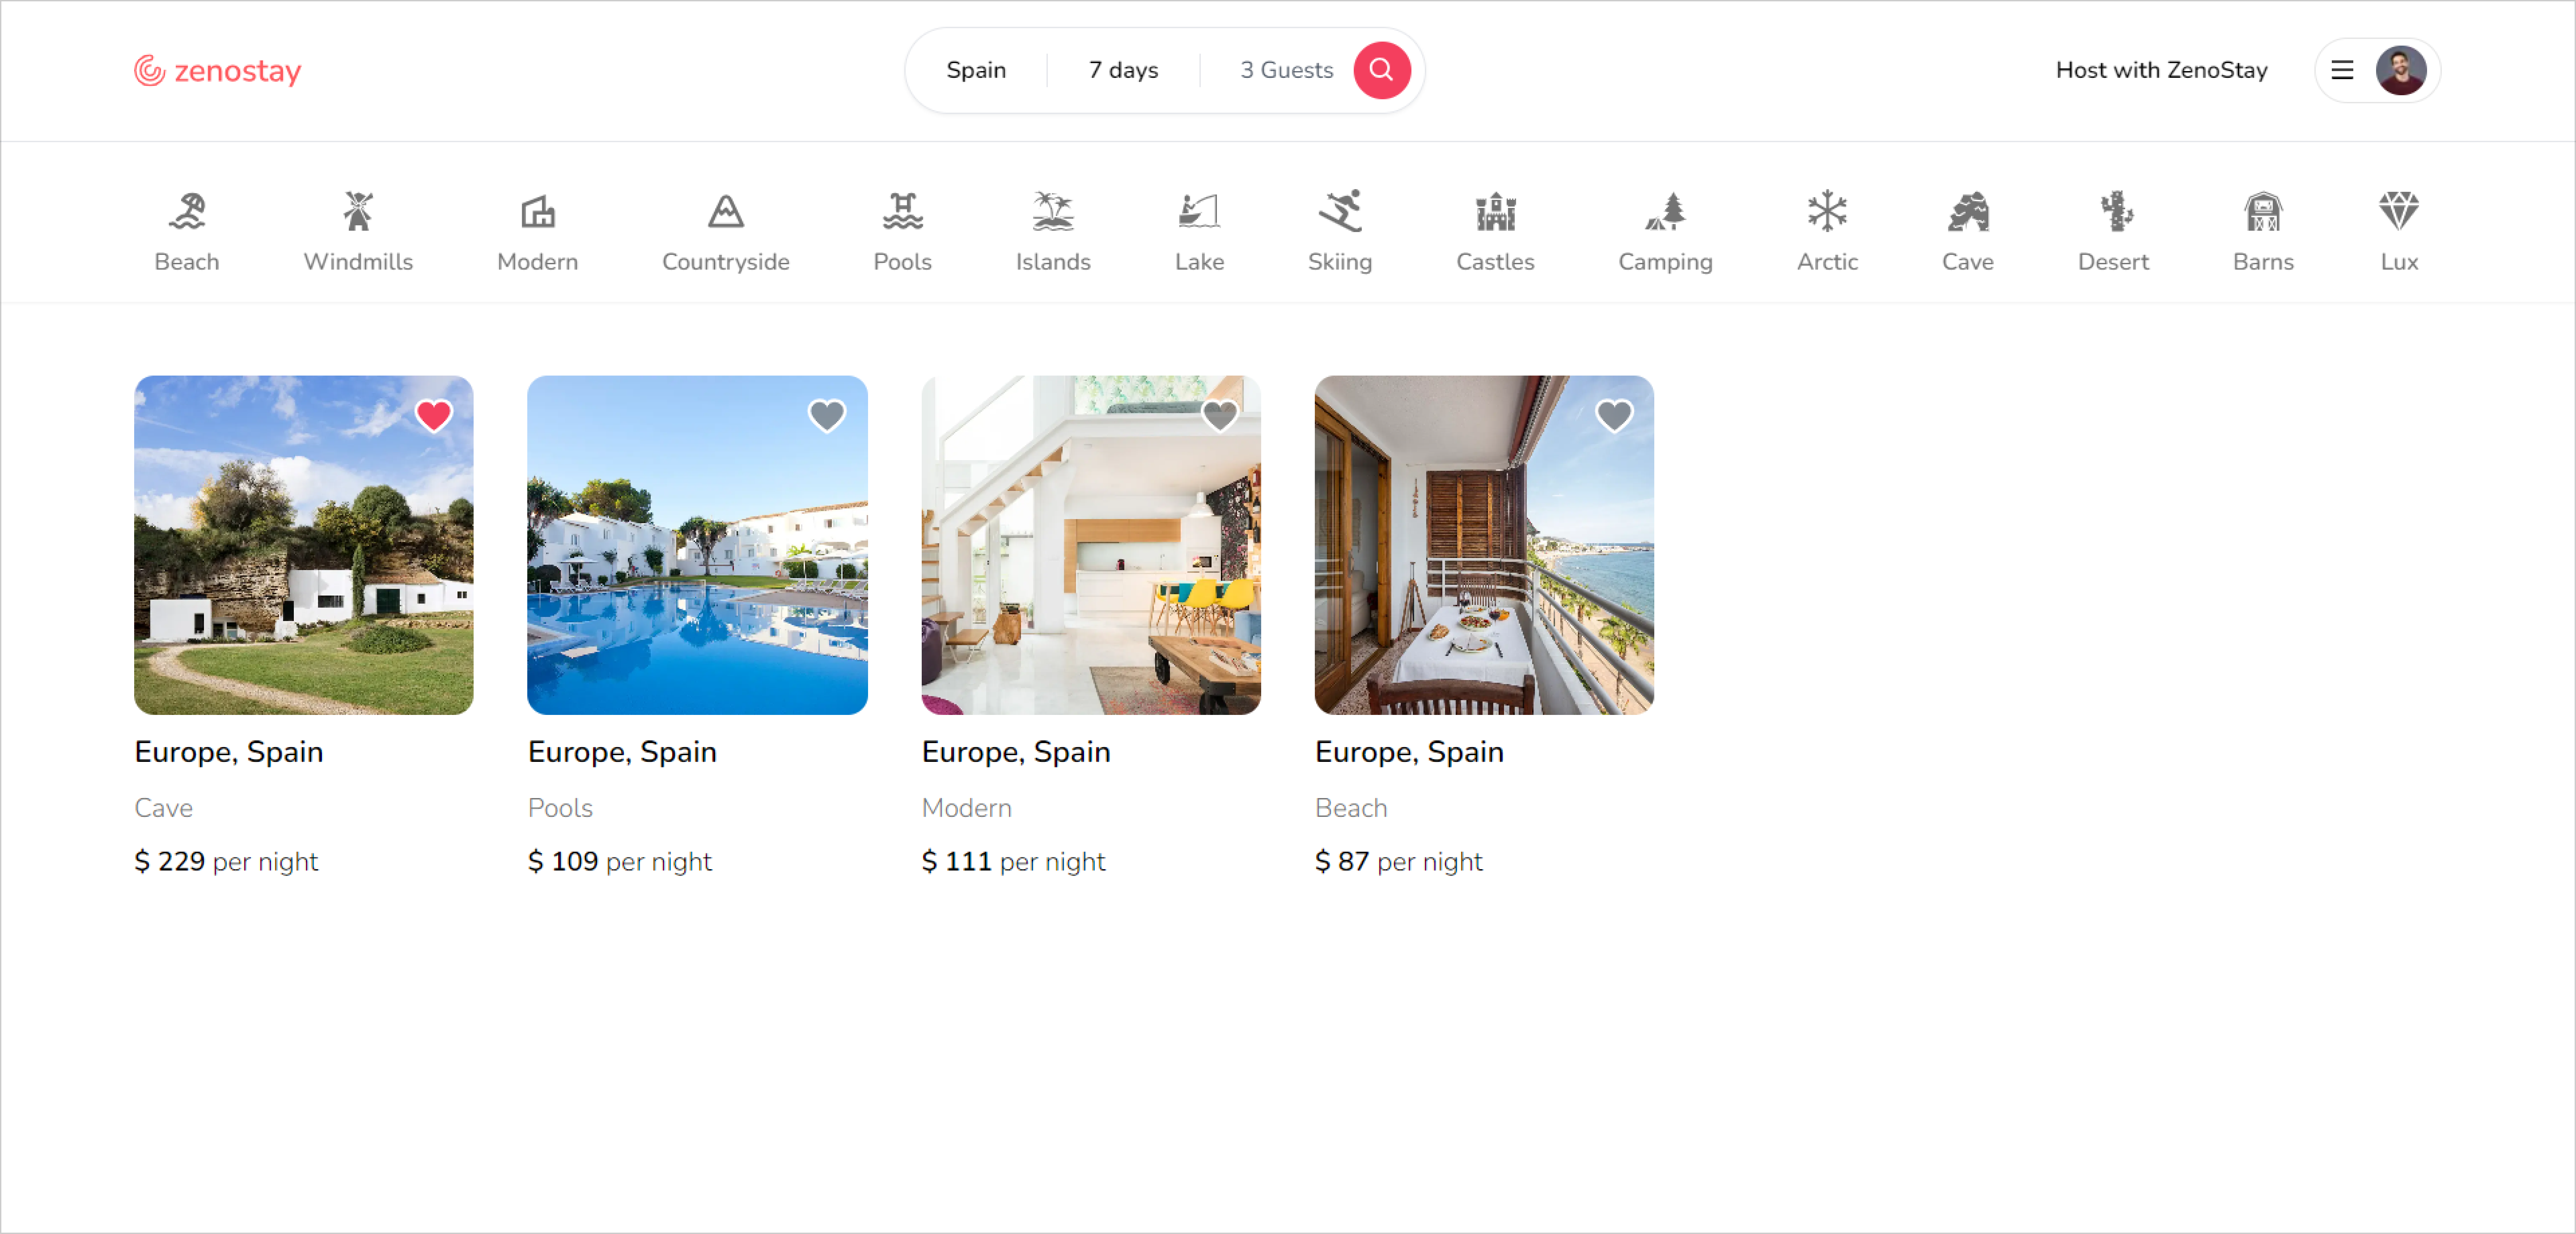 zenostay
Spain 7 days 3 Guests
Host with ZenoStay
Beach Windmills Modern Countryside Pools Islands Lake Skiing Castles Camping Arctic Cave Desert Barns Lux
Europe, Spain
Cave
$ 229 per night
Europe, Spain
Pools
$ 109 per night
Europe, Spain
Modern
$ 111 per night
Europe, Spain
Beach
$ 87 per night